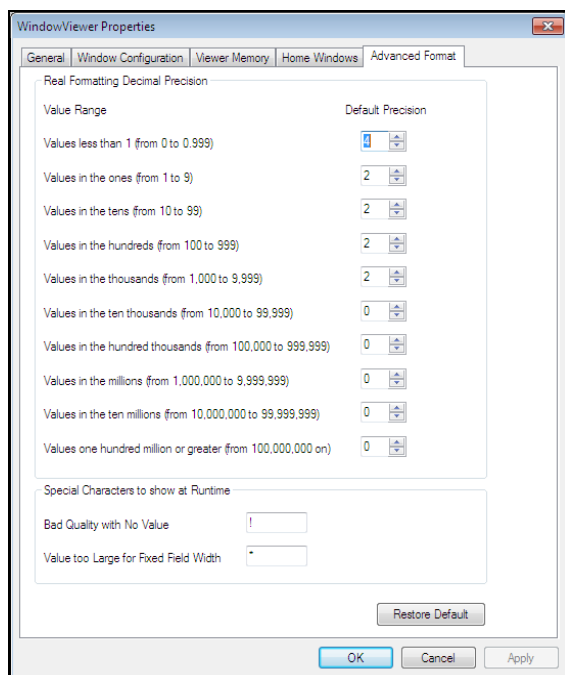 WindowViewer Properties
General Window Configuration Viewer Memory Home Windows Advanced Format
Real Formatting Decimal Precision
Value Range Default Precision
Values less than 1 (from 0 to 0.999) 4
Values in the ones (from 1 to 9) 2
Values in the tens (from 10 to 99) 2
Values in the hundreds (from 100 to 999) 2
Values in the thousands (from 1,000 to 9,999) 2
Values in the ten thousands (from 10,000 to 99,999) 0
Values in the hundred thousands (from 100,000 to 999,999) 0
Values in the millions (from 1,000,000 to 9,999,999) 0
Values in the ten millions (from 10,000,000 to 99,999,999) 0
Values one hundred million or greater (from 100,000,000 on) 0
Special Characters to show at Runtime
Bad Quality with No Value !
Value too Large for Fixed Field Width
Restore Default
OK Cancel Apply